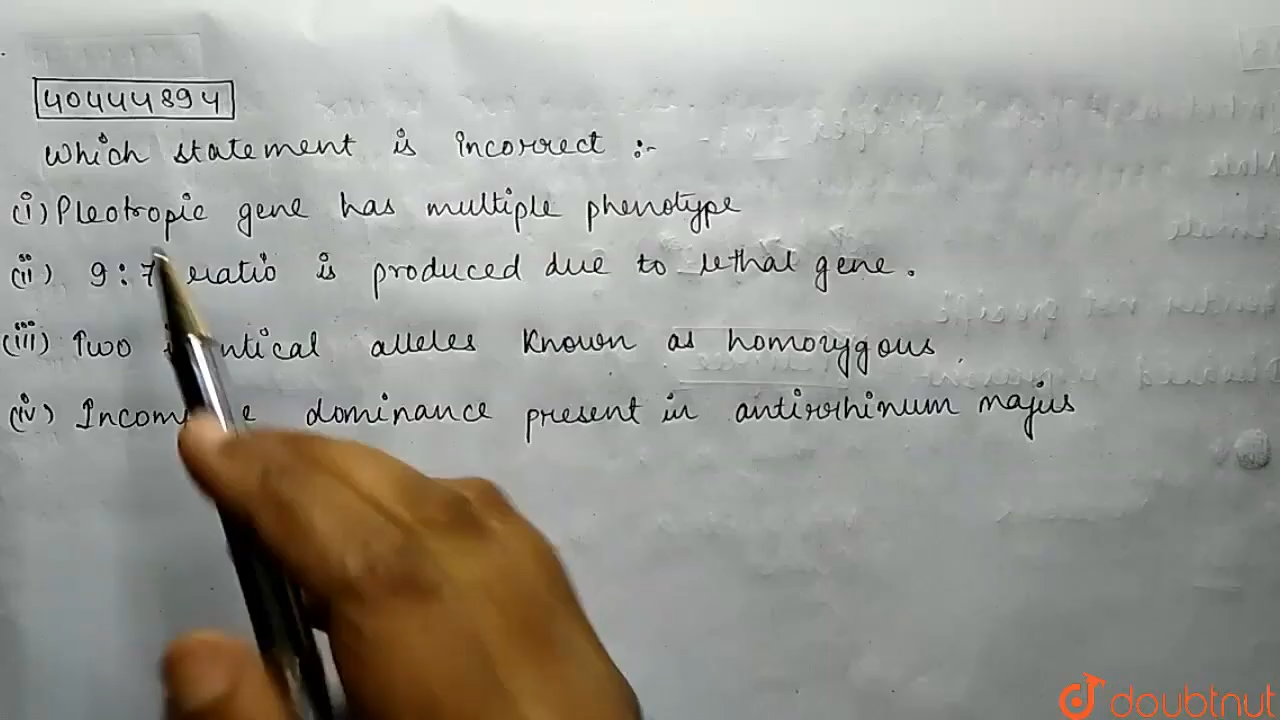 40444894
Which statement is incorrect :-
(i) Pleotropic gene has multiple phenotype
(ii) 9:7 ratio is produced due to lethal gene.
(iii) Two alleles known as homozygous
(iv) dominance present in antirrhinum majus
doubtnut